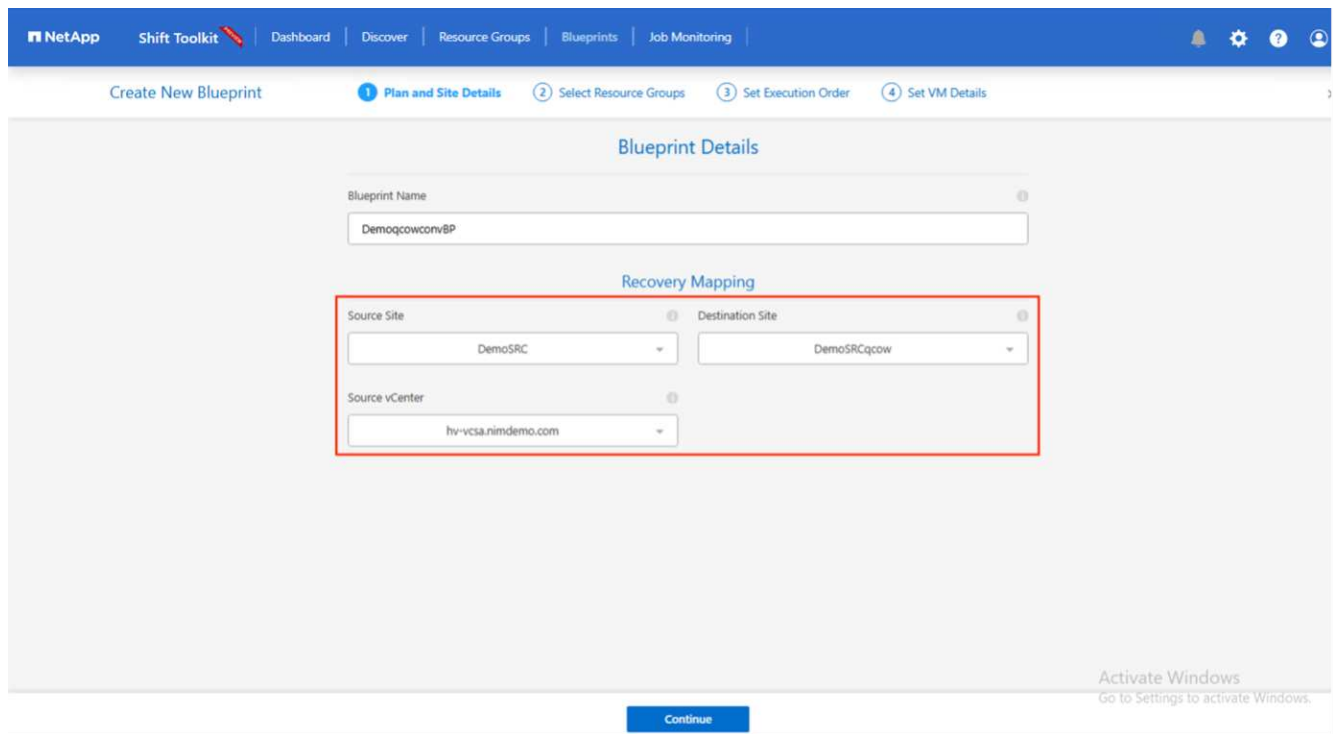 NetApp Shift Toolkit Dashboard Discover Resource Groups Blueprints Job Monitoring
Create New Blueprint 1 Plan and Site Details 2 Select Resource Groups 3 Set Execution Order 4 Set VM Details
Blueprint Details
Blueprint Name
DemoqcowconvBP
Recovery Mapping
Source Site Destination Site
DemoSRC DemoSRCqcow
Source vCenter
hv-vcsa.nimdemo.com
Activate Windows
Go to Settings to activate Windows.
Continue